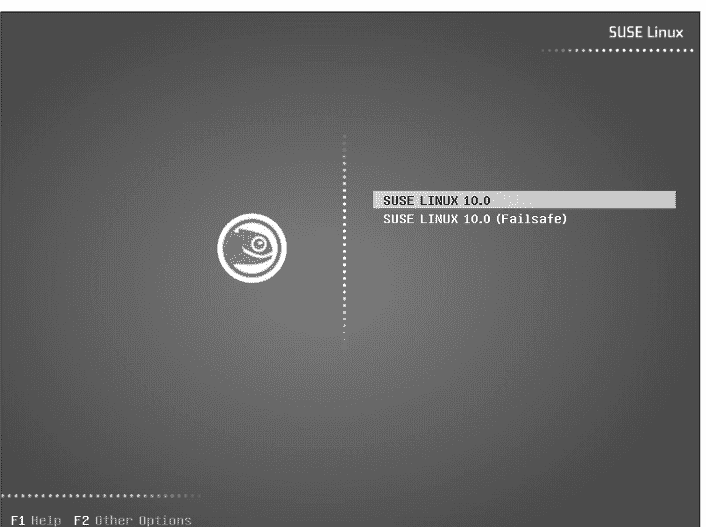 SUSE Linux
SUSE LINUX 10.0
SUSE LINUX 10.0 (Failsafe)
F1 Help F2 Other Options